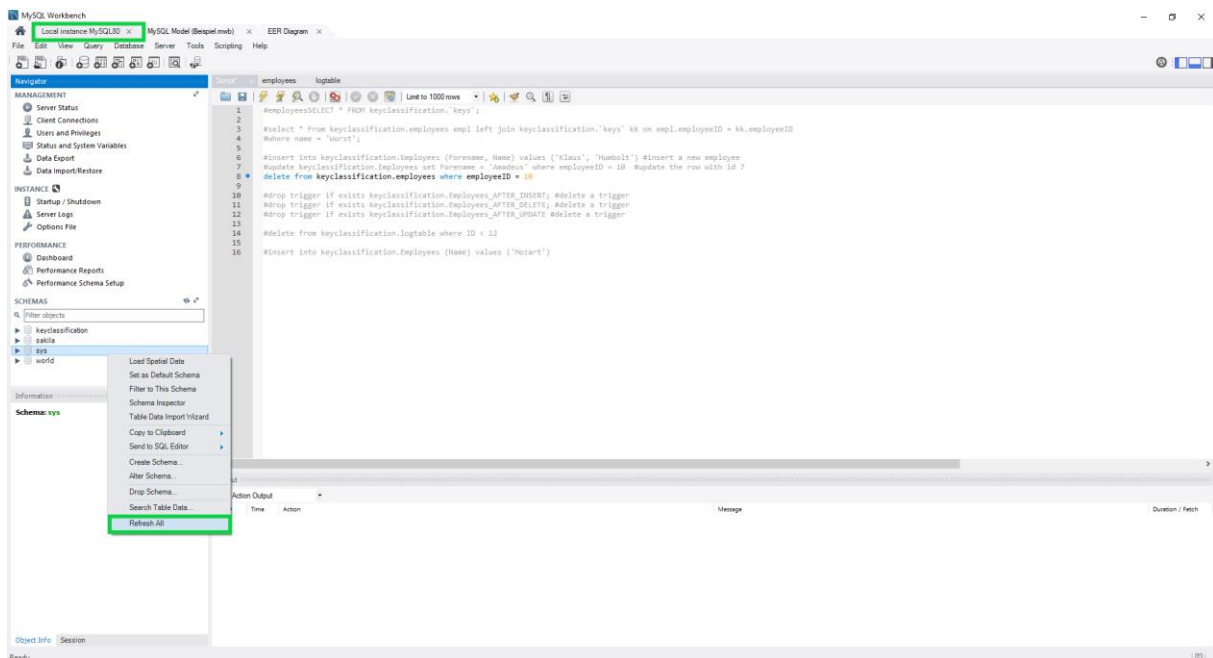 MySQL Workbench
Local instance MySQL80 × MySQL Model (Beispiel.mwb) × EER Diagram ×
File Edit View Query Database Server Tools Scripting Help
Navigator
Script* employees logtable
MANAGEMENT
Server Status
Client Connections
Users and Privileges
Status and System Variables
Data Export
Data Import/Restore
INSTANCE
Startup / Shutdown
Server Logs
Options File
PERFORMANCE
Dashboard
Performance Reports
Performance Schema Setup
SCHEMAS
Filter objects
keyclassification
sakila
sys
world
Information
Schema: sys
Object Info Session
Ready
Limit to 1000 rows
1 #employeesSELECT * FROM keyclassification.`keys`;
2
3 #select * From keyclassification.employees empl left join keyclassification.`keys` kk on empl.employeeID = kk.employeeID
4 #where name = 'Wurst';
5
6 #insert into keyclassification.Employees (Forename, Name) values ('Klaus', 'Humbolt') #insert a new employee
7 #update keyclassification.Employees set Forename = 'Amadeus' where employeeID = 10 #update the row with id 7
8 delete from keyclassification.employees where employeeID = 10
9
10 #drop trigger if exists keyclassification.Employees_AFTER_INSERT; #delete a trigger
11 #drop trigger if exists keyclassification.Employees_AFTER_DELETE; #delete a trigger
12 #drop trigger if exists keyclassification.Employees_AFTER_UPDATE #delete a trigger
13
14 #delete from keyclassification.logtable where ID < 12
15
16 #insert into keyclassification.Employees (Name) values ('Mozart')
Load Spatial Data
Set as Default Schema
Filter to This Schema
Schema Inspector
Table Data Import Wizard
Copy to Clipboard
Send to SQL Editor
Create Schema...
Alter Schema...
Drop Schema...
Search Table Data...
Refresh All
Action Output
Time Action Message Duration / Fetch